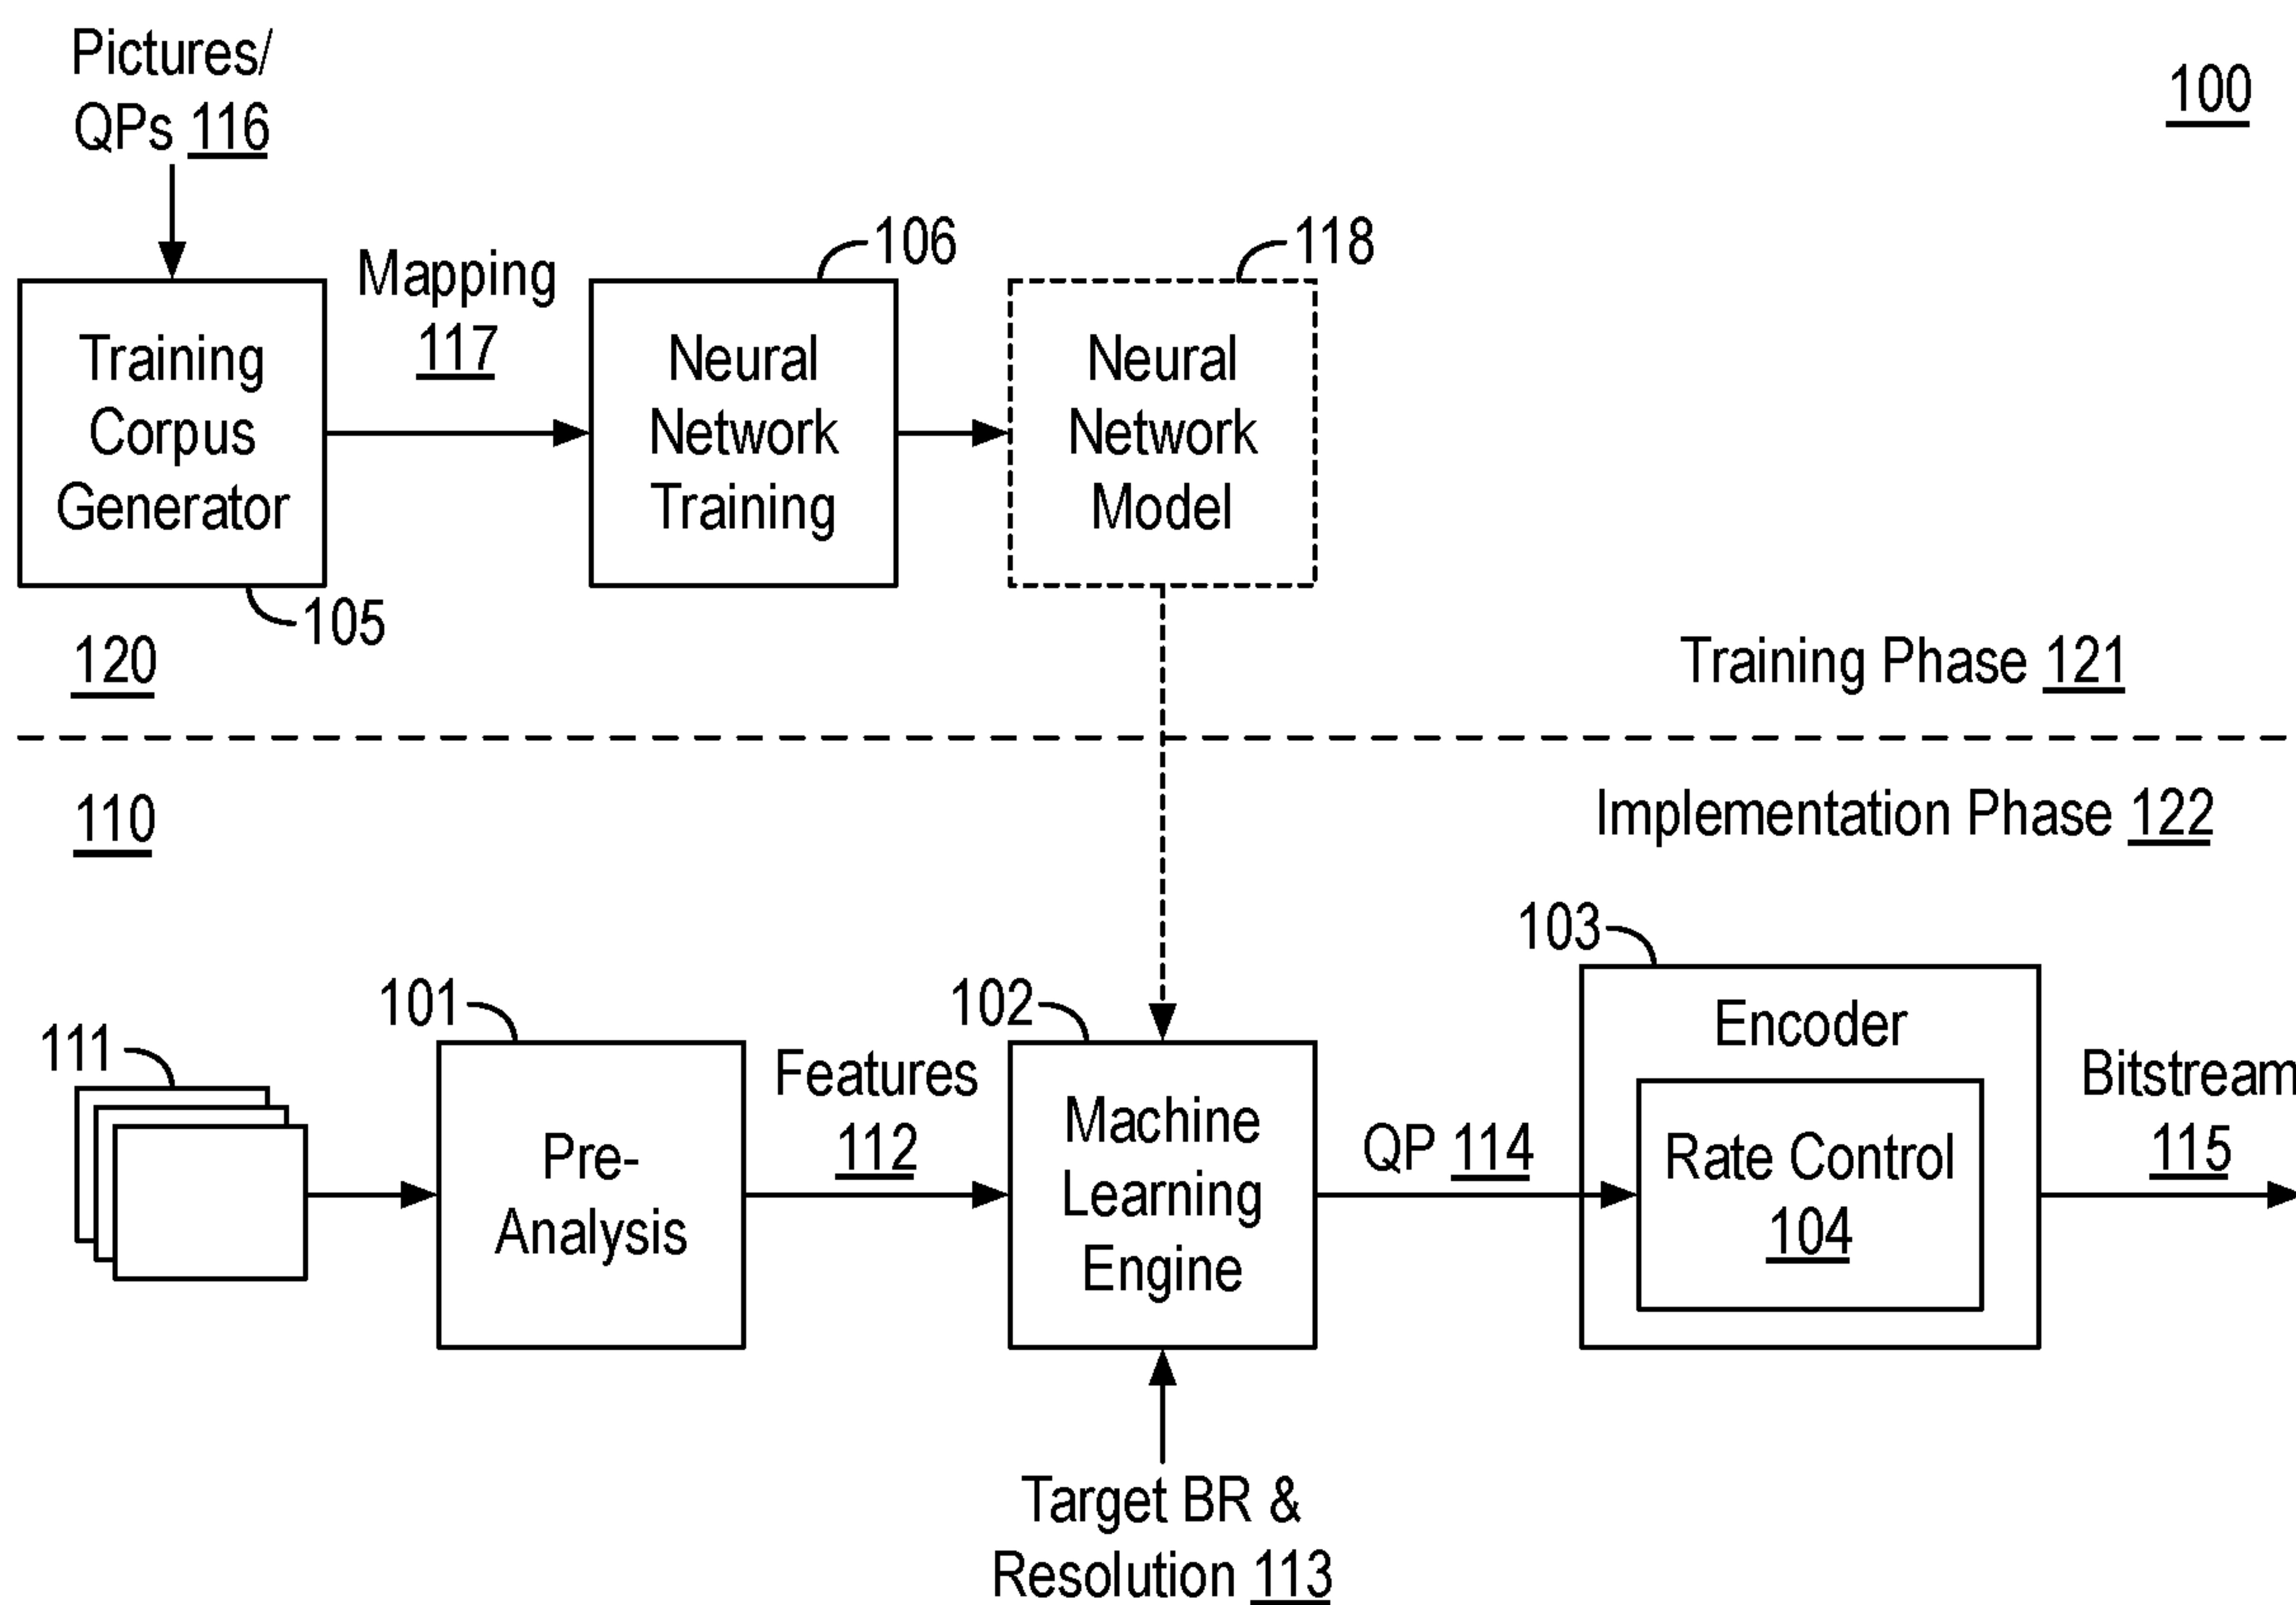 Pictures/
QPs 116
100
106
118
Mapping
117
Training
Corpus
Generator
Neural
Network
Training
Neural
Network
Model
105
120
Training Phase 121
110
Implementation Phase 122
103
101
102
111
Encoder
Features
112
Bitstream
115
Pre-
Analysis
Machine
Learning
Engine
QP 114
Rate Control
104
Target BR &
Resolution 113